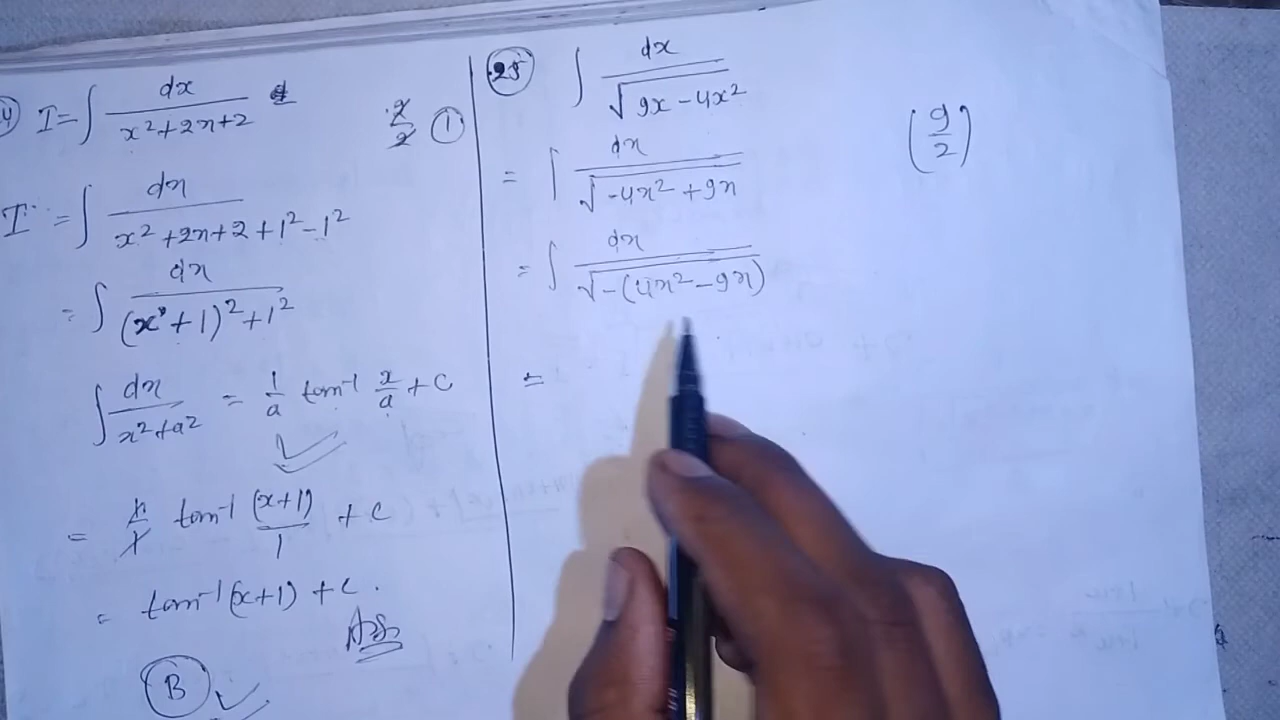 4) I = ∫ dx / (x² + 2x + 2)
2/2 ①
I = ∫ dx / (x² + 2x + 2 + 1² - 1²)
= ∫ dx / ((x + 1)² + 1²)
∫ dx / (x² + a²) = 1/a tan⁻¹ x/a + C
= 1/1 tan⁻¹ (x+1)/1 + C
= tan⁻¹(x+1) + C.
Ans
B
25 ∫ dx / √(9x - 4x²)
(9/2)
= ∫ dx / √(-4x² + 9x)
= ∫ dx / √(-(4x² - 9x))
=